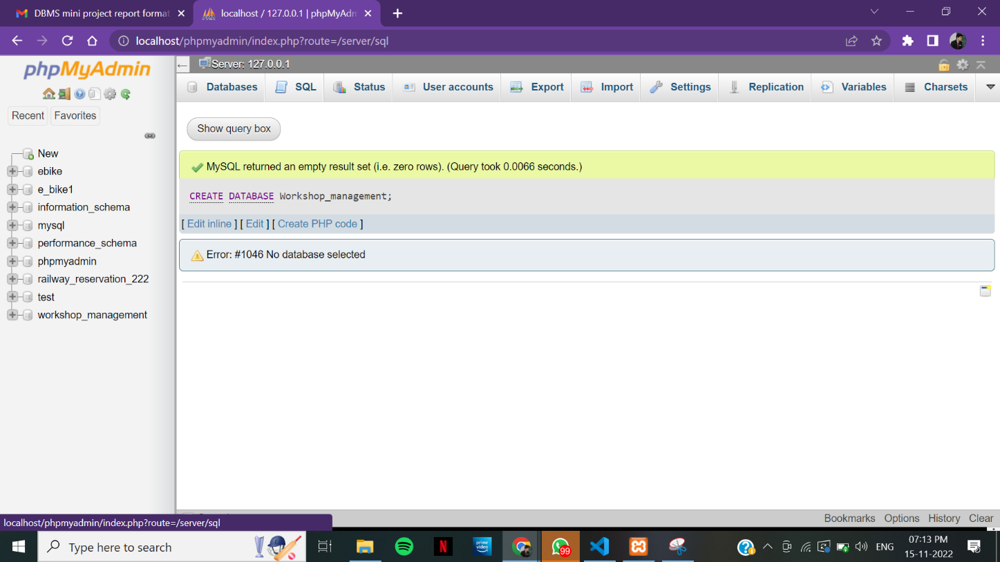 DBMS mini project report format
localhost / 127.0.0.1 | phpMyAdm
localhost/phpmyadmin/index.php?route=/server/sql
phpMyAdmin
Recent
Favorites
New
ebike
e_bike1
information_schema
mysql
performance_schema
phpmyadmin
railway_reservation_222
test
workshop_management
Server: 127.0.0.1
Databases
SQL
Status
User accounts
Export
Import
Settings
Replication
Variables
Charsets
Show query box
MySQL returned an empty result set (i.e. zero rows). (Query took 0.0066 seconds.)
CREATE DATABASE Workshop_management;
[ Edit inline ] [ Edit ] [ Create PHP code ]
Error: #1046 No database selected
Bookmarks Options History Clear
localhost/phpmyadmin/index.php?route=/server/sql
Type here to search
N
prime video
99
ENG
07:13 PM
15-11-2022